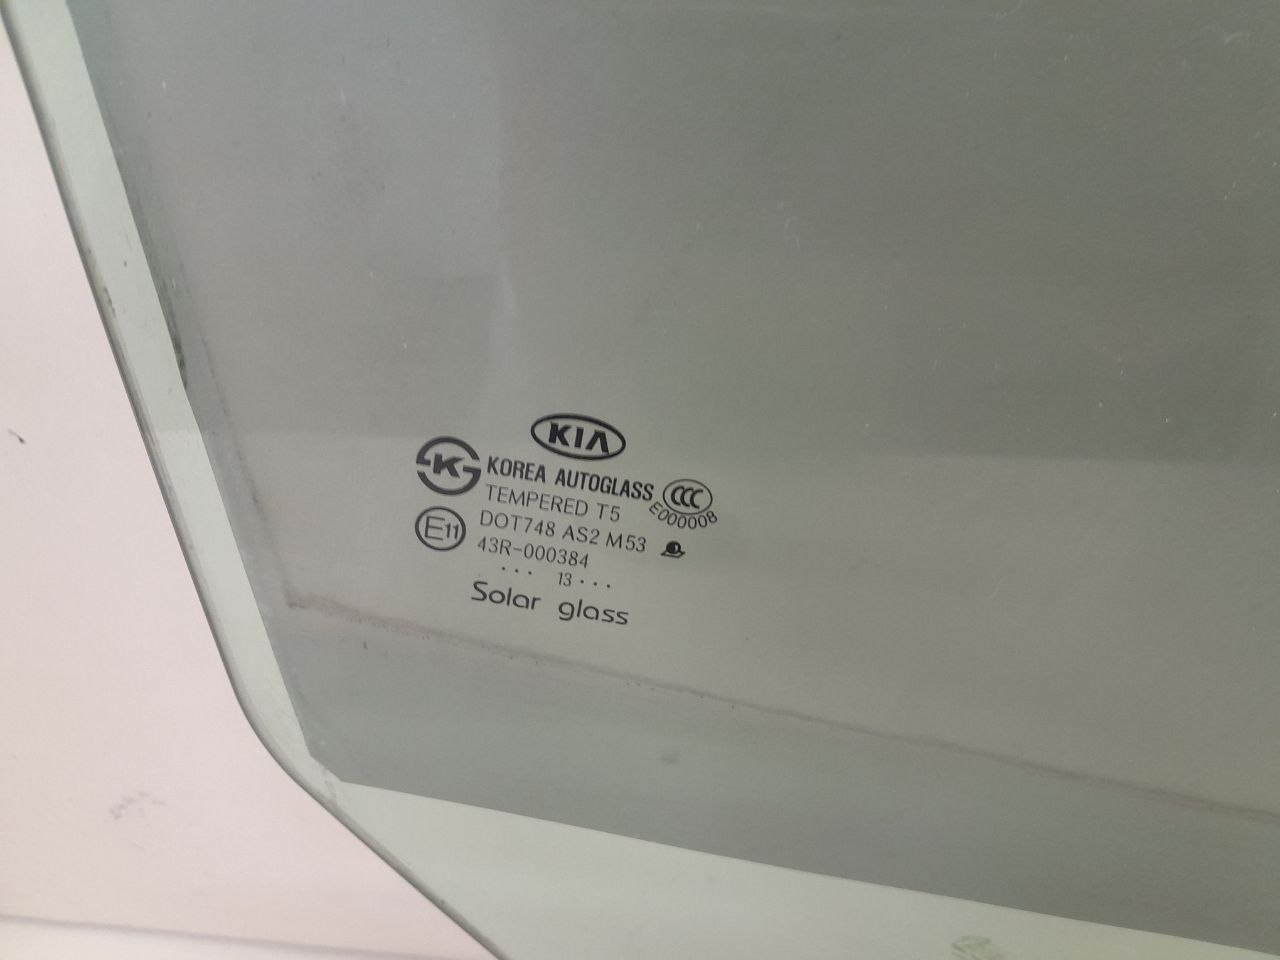 KIA
K
KOREA AUTOGLASS
CCC
E000008
TEMPERED T5
DOT748 AS2 M53
E11
43R-000384
... 13 ...
Solar glass